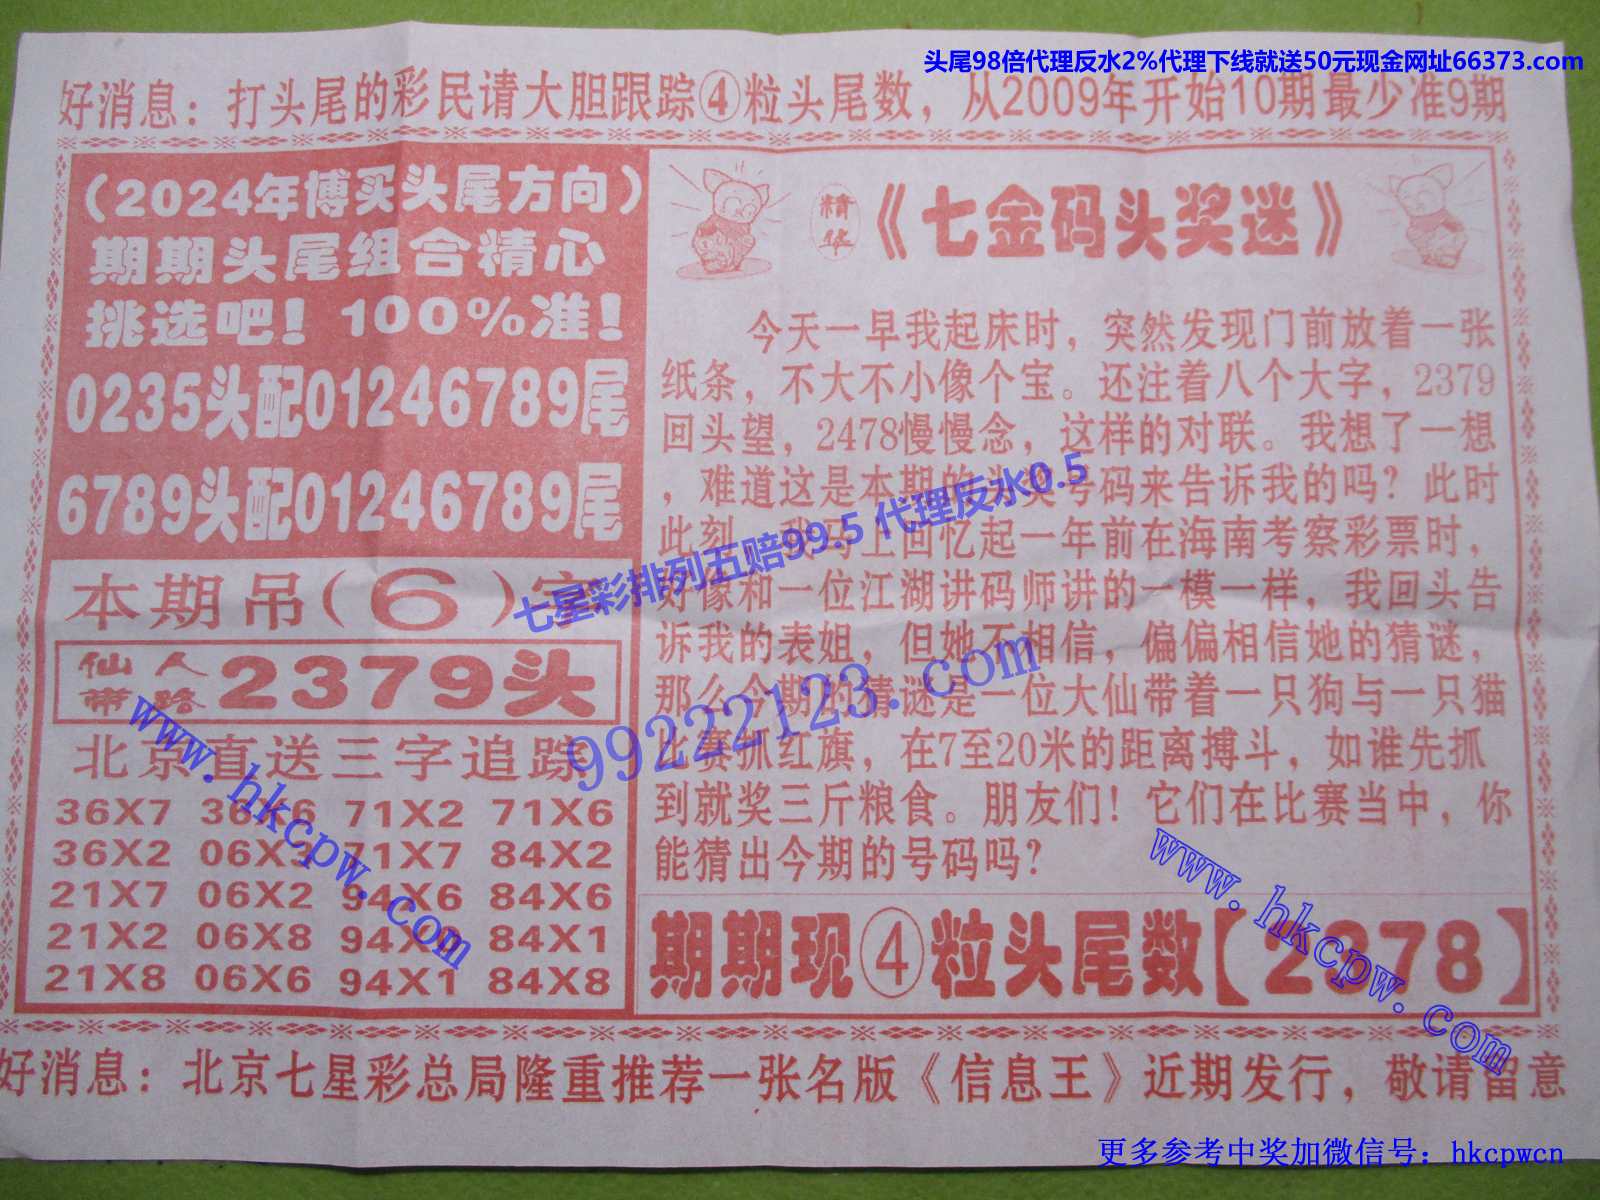 头尾98倍代理反水2%代理下线就送50元现金网址66373.com
好消息：打头尾的彩民请大胆跟踪④粒头尾数，从2009年开始10期最少准9期
（2024年博买头尾方向）
期期头尾组合精心
挑选吧！100%准！
0235头配01246789尾
6789头配01246789尾
本期吊（6）字
仙人
带路
2379头
北京直送三字追踪
36X7 36X6 71X2 71X6
36X2 06X3 71X7 84X2
21X7 06X2 94X6 84X6
21X2 06X8 94X 84X1
21X8 06X6 94X1 84X8
精华
《七金码头奖迷》
今天一早我起床时，突然发现门前放着一张
纸条，不大不小像个宝。还注着八个大字，2379
回头望，2478慢慢念，这样的对联。我想了一想
，难道这是本期的头奖号码来告诉我的吗？此时
此刻，我马上回忆起一年前在海南考察彩票时，
好像和一位江湖讲码师讲的一模一样，我回头告
诉我的表姐，但她不相信，偏偏相信她的猜谜，
那么今期的猜谜是一位大仙带着一只狗与一只猫
比赛抓红旗，在7至20米的距离搏斗，如谁先抓
到就奖三斤粮食。朋友们！它们在比赛当中，你
能猜出今期的号码吗？
期期现④粒头尾数【2378】
好消息：北京七星彩总局隆重推荐一张名版《信息王》近期发行，敬请留意
七星彩排列五赔99.5 代理反水0.5
99222123.com
www.hkcpw.com
www.hkcpw.com
更多参考中奖加微信号：hkcpwcn